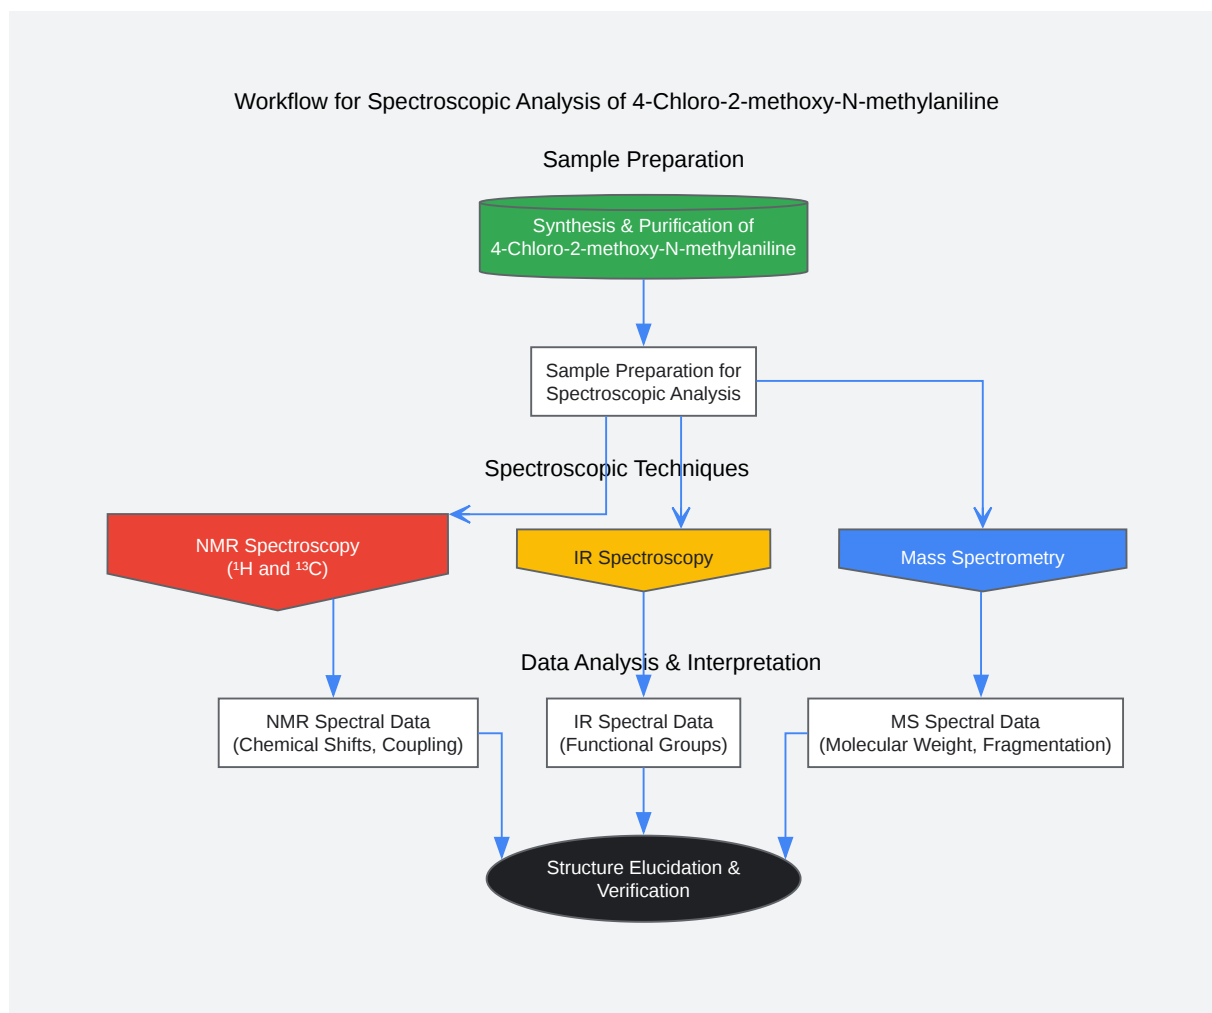 Workflow for Spectroscopic Analysis of 4-Chloro-2-methoxy-N-methylaniline
Sample Preparation
Synthesis & Purification of
4-Chloro-2-methoxy-N-methylaniline
Sample Preparation for
Spectroscopic Analysis
Spectroscopic Techniques
NMR Spectroscopy
(¹H and ¹³C)
IR Spectroscopy
Mass Spectrometry
Data Analysis & Interpretation
NMR Spectral Data
(Chemical Shifts, Coupling)
IR Spectral Data
(Functional Groups)
MS Spectral Data
(Molecular Weight, Fragmentation)
Structure Elucidation &
Verification